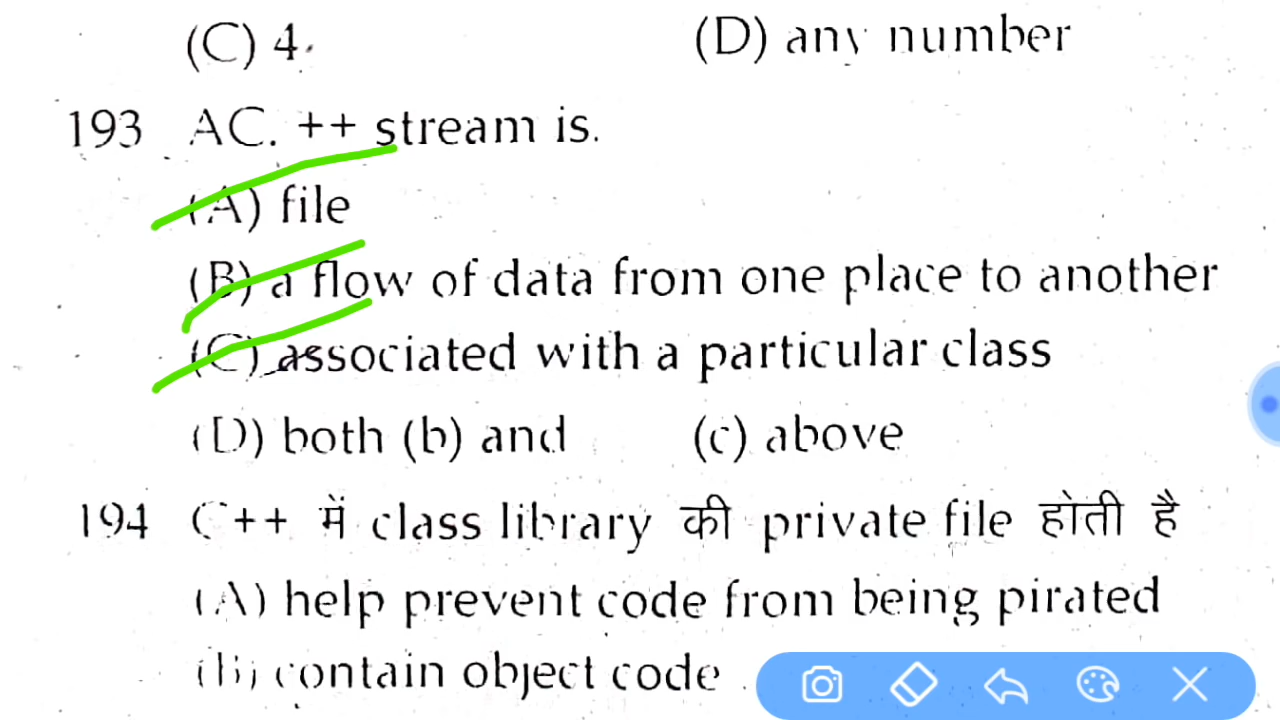 (C) 4.
(D) any number
193 AC. ++ stream is.
(A) file
(B) a flow of data from one place to another
(C) associated with a particular class
(D) both (b) and (c) above
194 C++ में class library की private file होती है
(A) help prevent code from being pirated
(B) contain object code